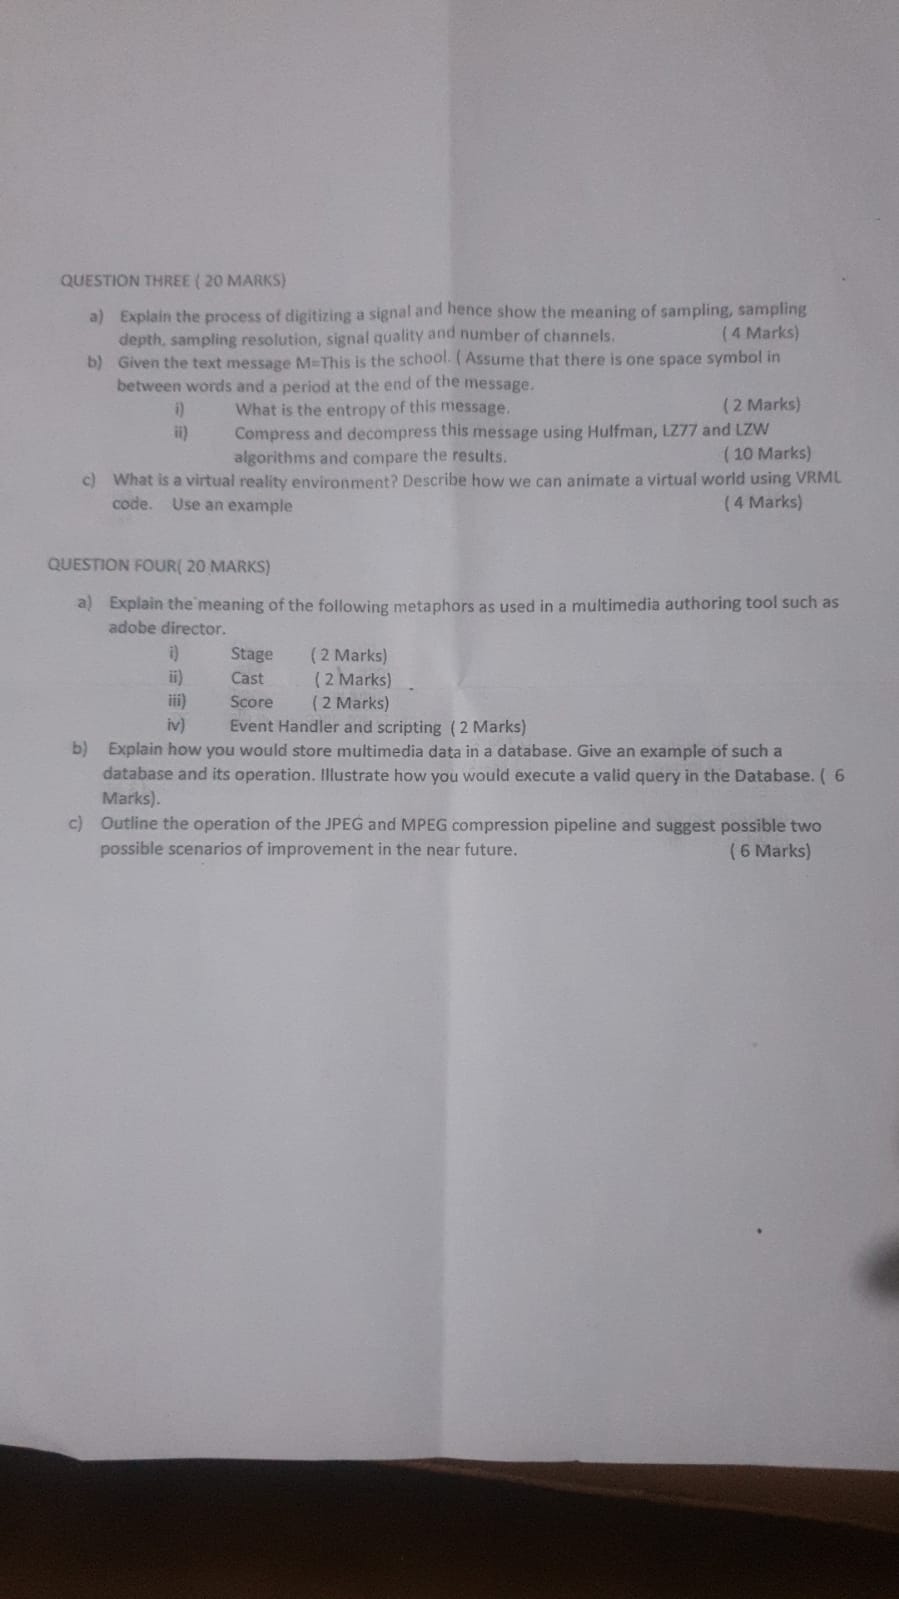 QUESTION THREE ( 20 MARKS)
a) Explain the process of digitizing a signal and hence show the meaning of sampling, sampling
depth, sampling resolution, signal quality and number of channels. ( 4 Marks)
b) Given the text message M=This is the school. ( Assume that there is one space symbol in
between words and a period at the end of the message.
i) What is the entropy of this message. ( 2 Marks)
ii) Compress and decompress this message using Hulfman, LZ77 and LZW
algorithms and compare the results. ( 10 Marks)
c) What is a virtual reality environment? Describe how we can animate a virtual world using VRML
code. Use an example ( 4 Marks)
QUESTION FOUR( 20 MARKS)
a) Explain the meaning of the following metaphors as used in a multimedia authoring tool such as
adobe director.
i) Stage ( 2 Marks)
ii) Cast ( 2 Marks)
iii) Score ( 2 Marks)
iv) Event Handler and scripting ( 2 Marks)
b) Explain how you would store multimedia data in a database. Give an example of such a
database and its operation. Illustrate how you would execute a valid query in the Database. ( 6
Marks).
c) Outline the operation of the JPEG and MPEG compression pipeline and suggest possible two
possible scenarios of improvement in the near future. ( 6 Marks)